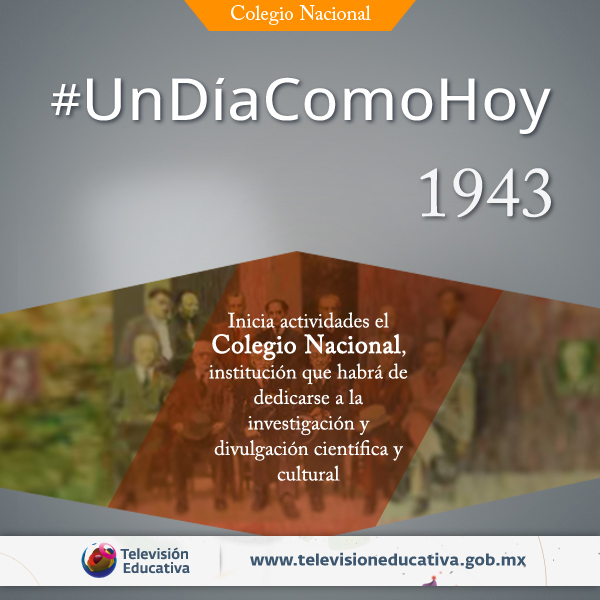 Colegio Nacional
#UnDíaComoHoy
1943
Inicia actividades el
Colegio Nacional,
institución que habrá de
dedicarse a la
investigación y
divulgación científica y
cultural
Televisión
Educativa
www.televisioneducativa.gob.mx